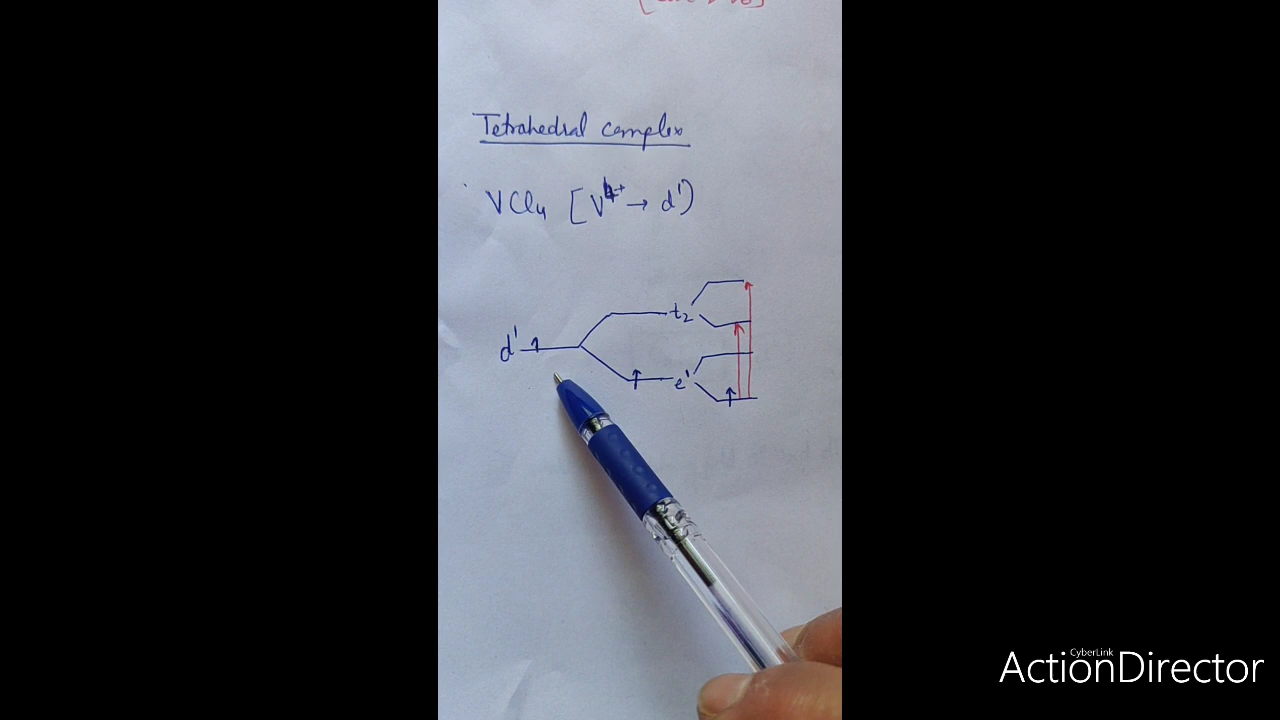 Tetrahedral complex
VCl₄ [V⁴⁺ → d¹)
t₂
d¹
e¹
CyberLink
ActionDirector